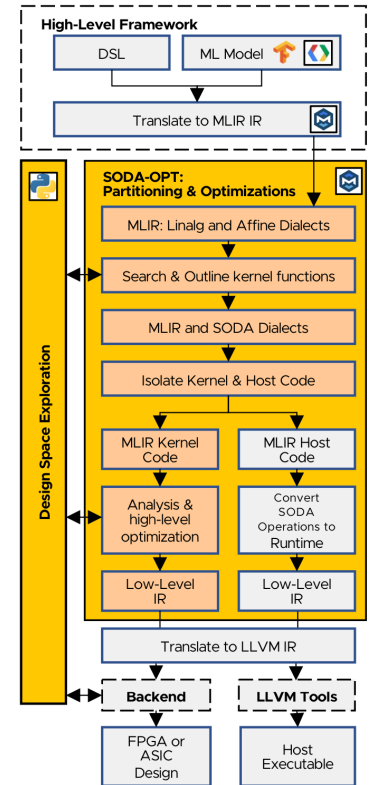 High-Level Framework
DSL
ML Model
Translate to MLIR IR
Design Space Exploration
SODA-OPT:
Partitioning & Optimizations
MLIR: Linalg and Affine Dialects
Search & Outline kernel functions
MLIR and SODA Dialects
Isolate Kernel & Host Code
MLIR Kernel
Code
MLIR Host
Code
Analysis &
high-level
optimization
Convert
SODA
Operations to
Runtime
Low-Level
IR
Low-Level
IR
Translate to LLVM IR
Backend
LLVM Tools
FPGA or
ASIC
Design
Host
Executable